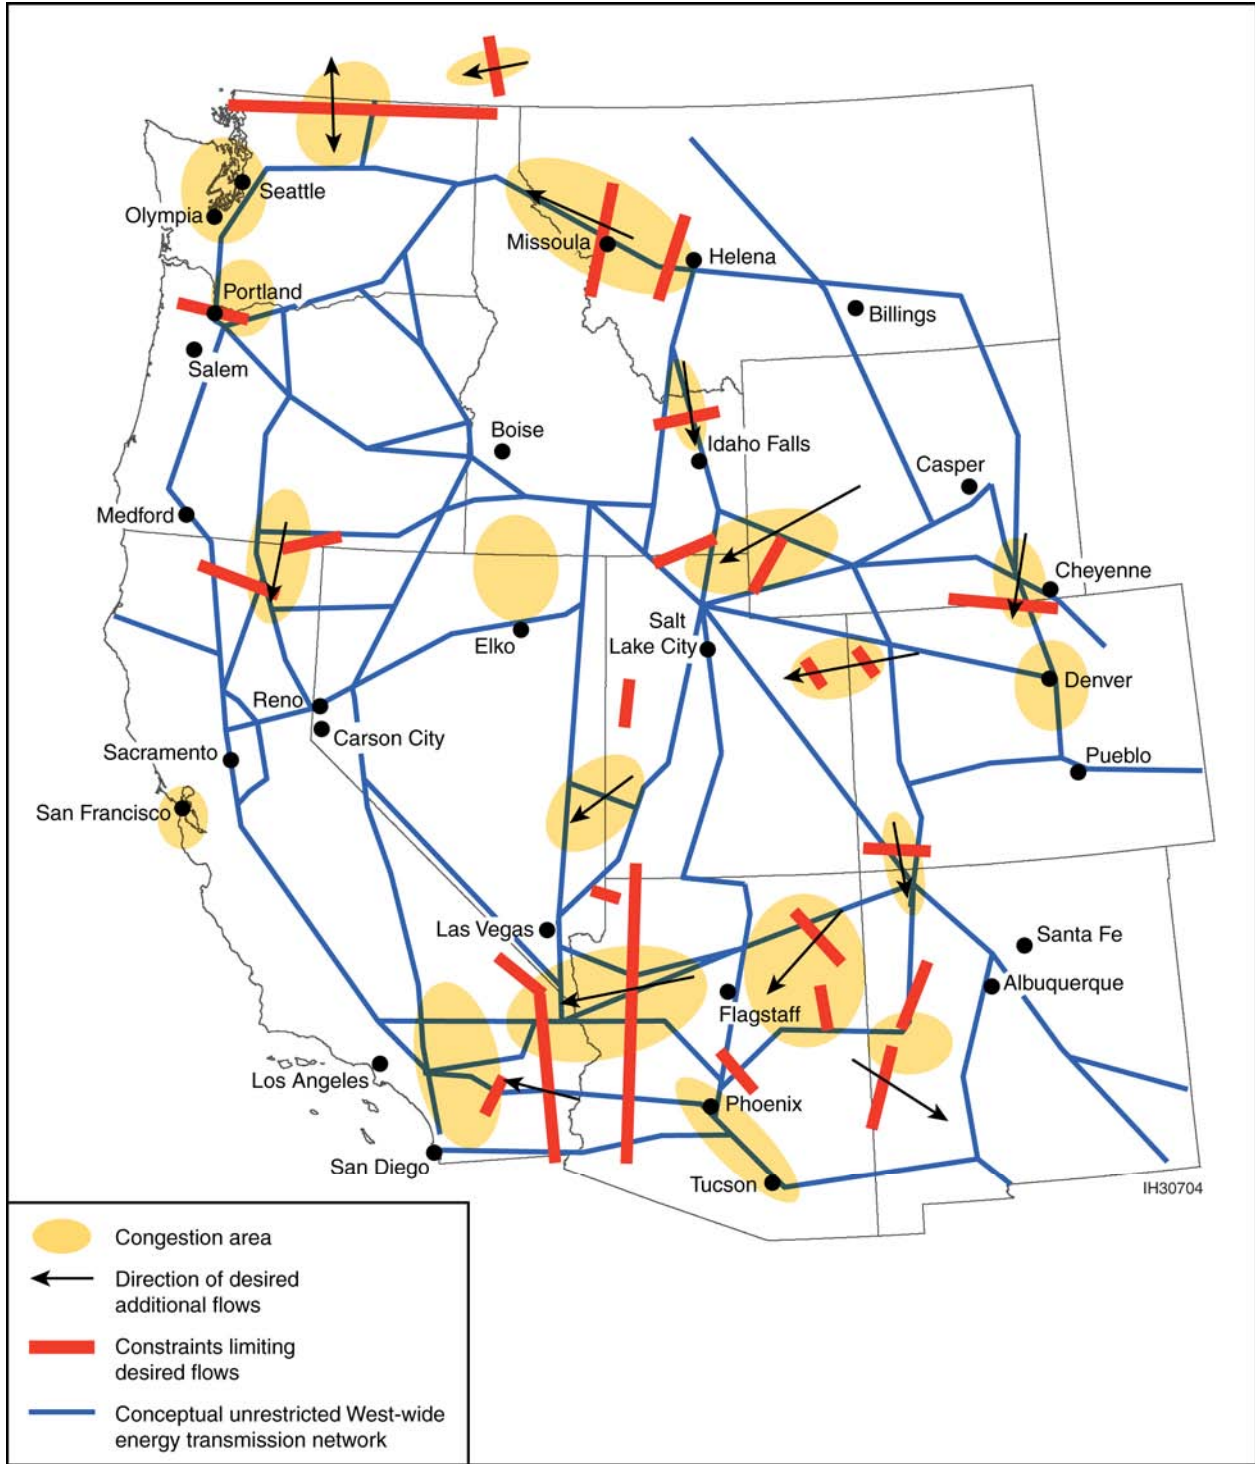 Seattle
Olympia
Missoula
Helena
Portland
Billings
Salem
Boise
Idaho Falls
Casper
Medford
Cheyenne
Salt
Lake City
Elko
Denver
Reno
Carson City
Sacramento
Pueblo
San Francisco
Las Vegas
Santa Fe
Albuquerque
Flagstaff
Los Angeles
Phoenix
San Diego
Tucson
IH30704
Congestion area
Direction of desired
additional flows
Constraints limiting
desired flows
Conceptual unrestricted West-wide
energy transmission network